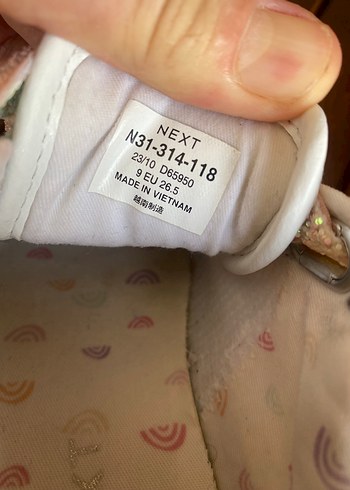 NEXT
N31-314-118
23/10 D65950
9 EU 26.5
MADE IN VIETNAM
越南制造